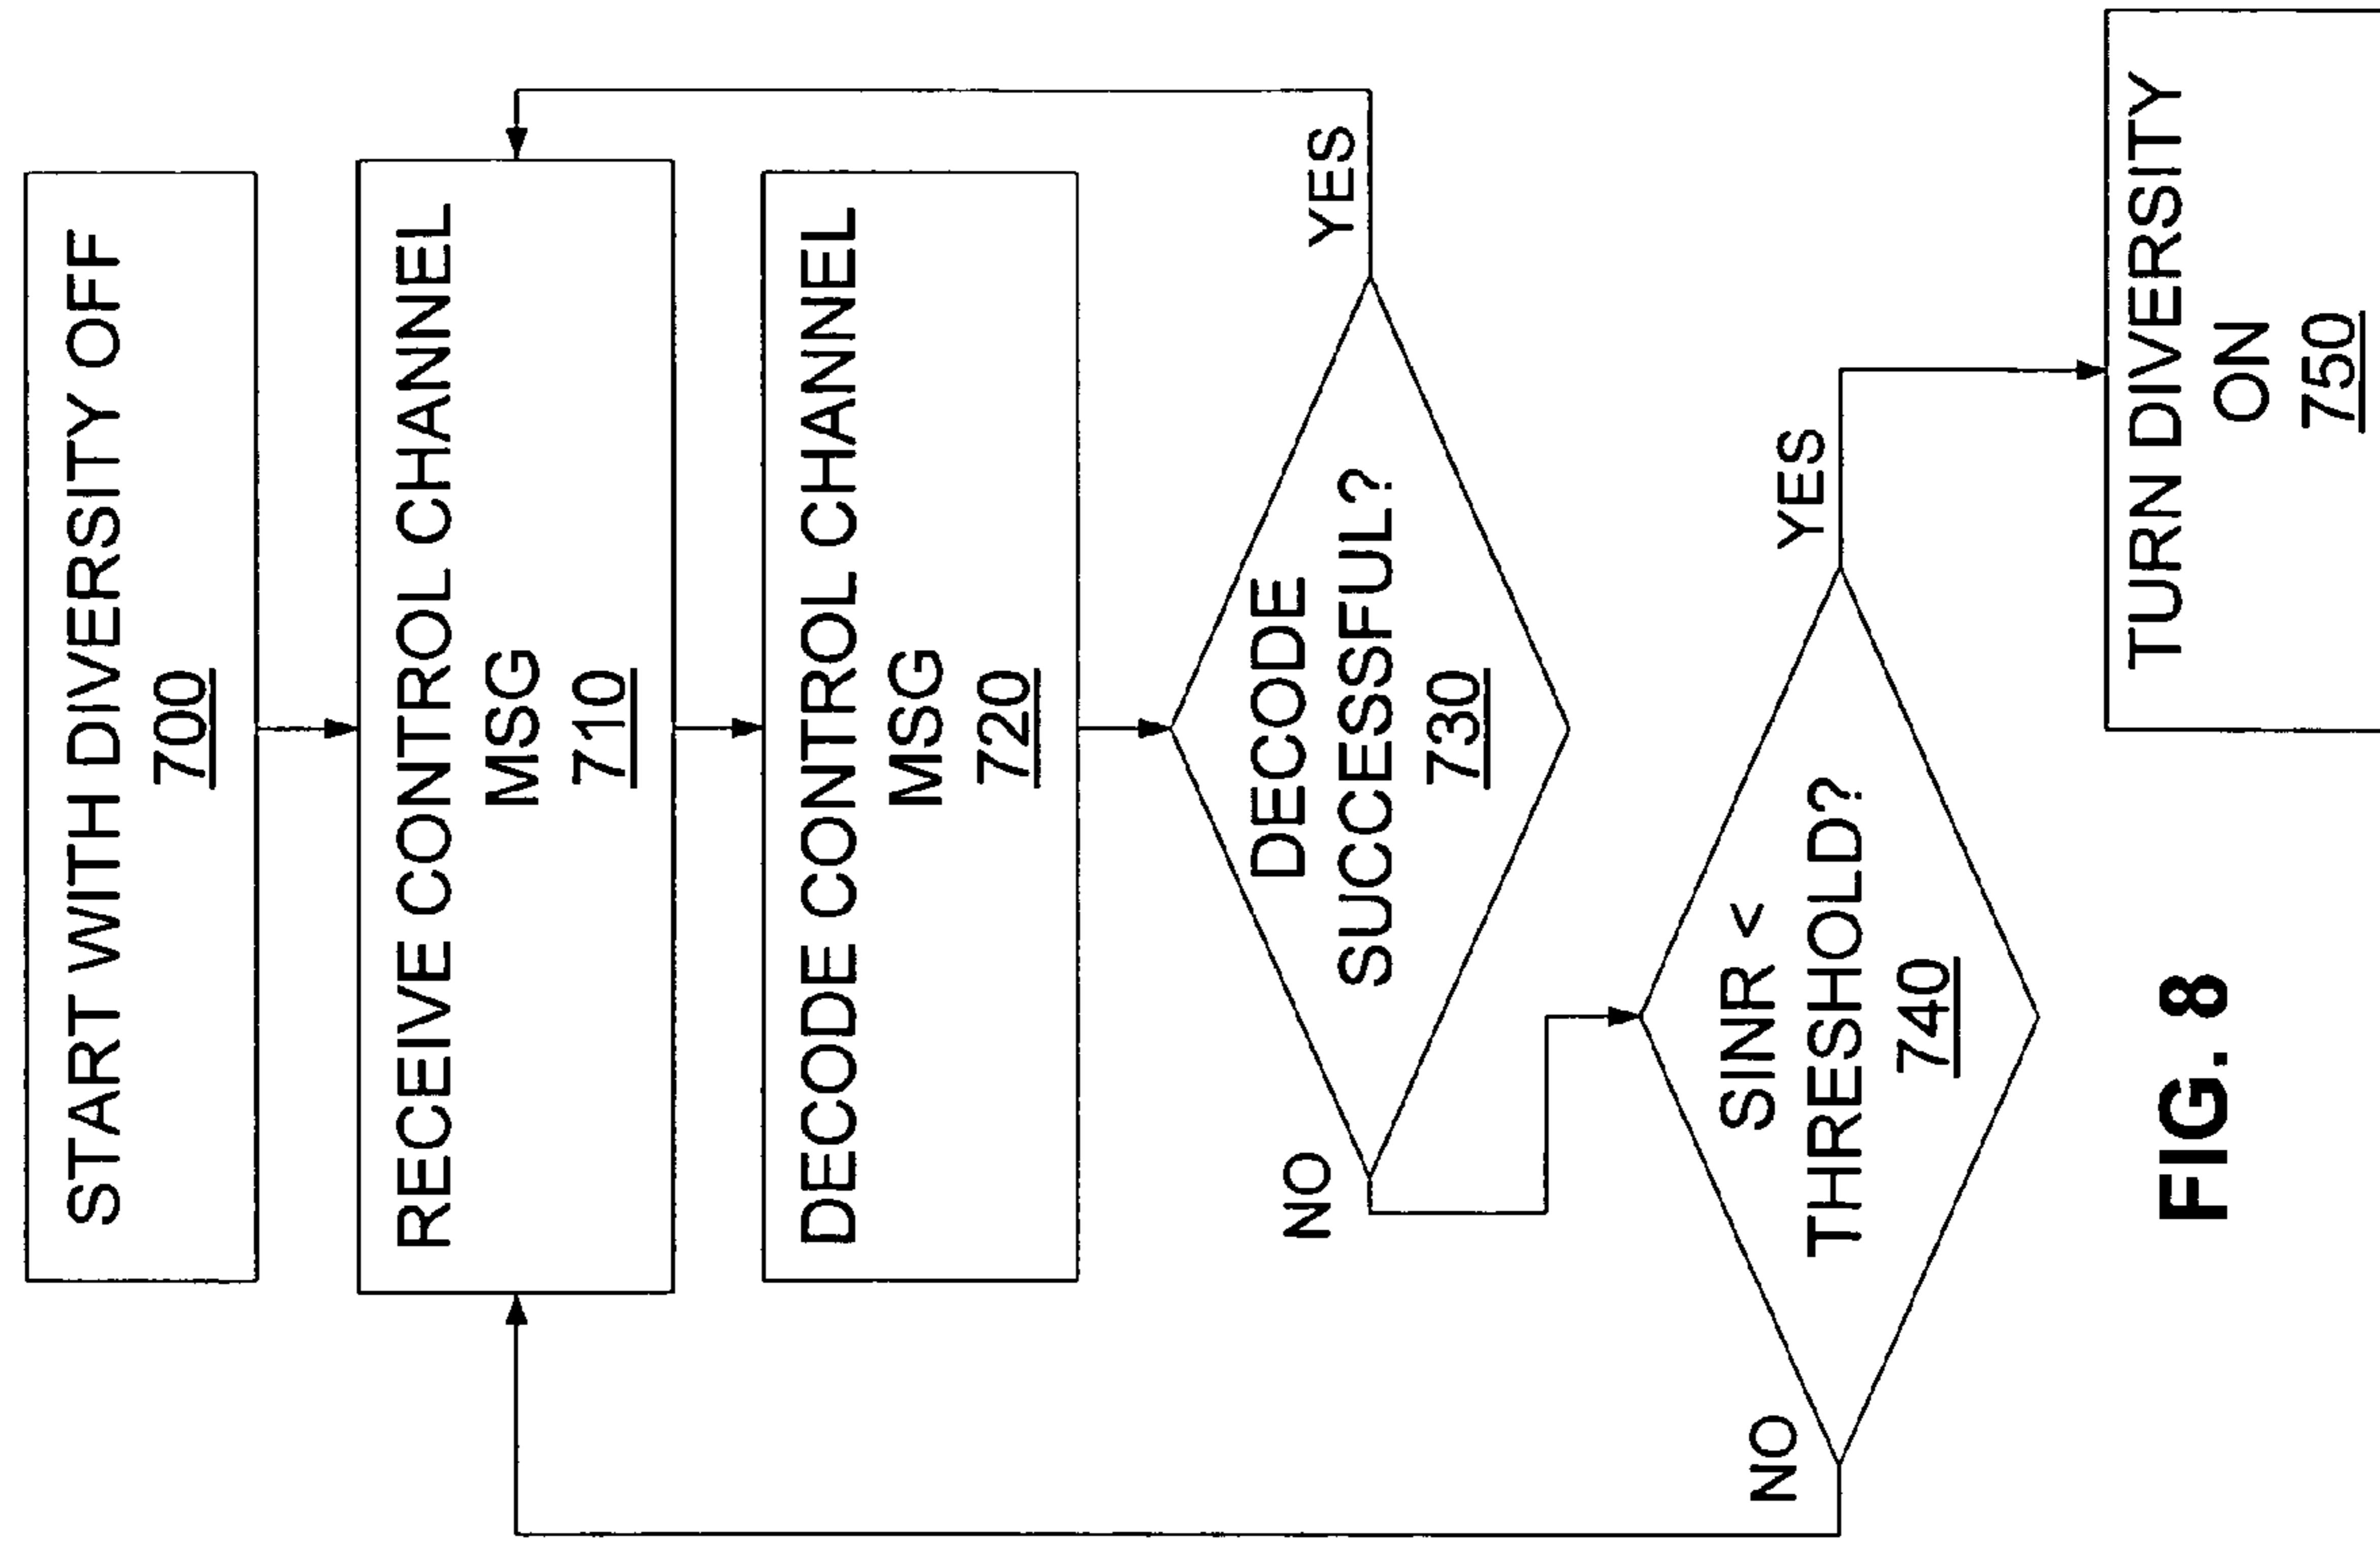 START WITH DIVERSITY OFF
700
RECEIVE CONTROL CHANNEL
MSG
710
DECODE CONTROL CHANNEL
MSG
720
DECODE
SUCCESSFUL?
730
NO
YES
SINR <
THRESHOLD?
740
NO
YES
TURN DIVERSITY
ON
750
FIG. 8